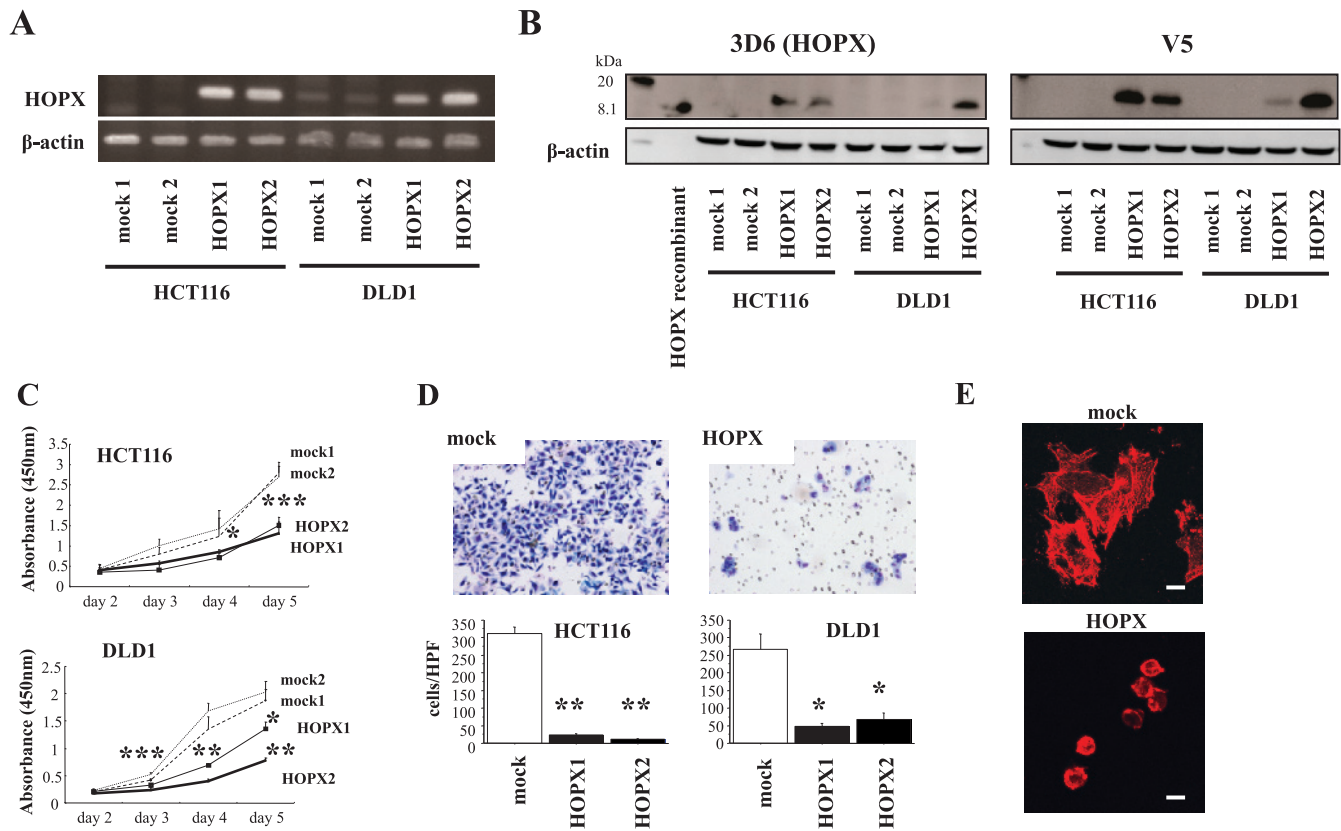 A
HOPX
β-actin
mock 1
mock 2
HOPX1
HOPX2
mock 1
mock 2
HOPX1
HOPX2
HCT116
DLD1
B
3D6 (HOPX)
V5
kDa
20
8.1
β-actin
HOPX recombinant
mock 1
mock 2
HOPX1
HOPX2
mock 1
mock 2
HOPX1
HOPX2
HCT116
DLD1
mock 1
mock 2
HOPX1
HOPX2
mock 1
mock 2
HOPX1
HOPX2
HCT116
DLD1
C
HCT116
Absorbance (450nm)
3.5
3
2.5
2
1.5
1
0.5
0
mock1
mock2
***
*
HOPX2
HOPX1
day 2 day 3 day 4 day 5
DLD1
Absorbance (450nm)
2.5
2
1.5
1
0.5
0
mock2
mock1
HOPX1
HOPX2
***
**
*
**
day 2 day 3 day 4 day 5
D
mock
HOPX
HCT116
cells/HPF
350
300
250
200
150
100
50
0
** **
mock
HOPX1
HOPX2
DLD1
350
300
250
200
150
100
50
0
* *
mock
HOPX1
HOPX2
E
mock
HOPX